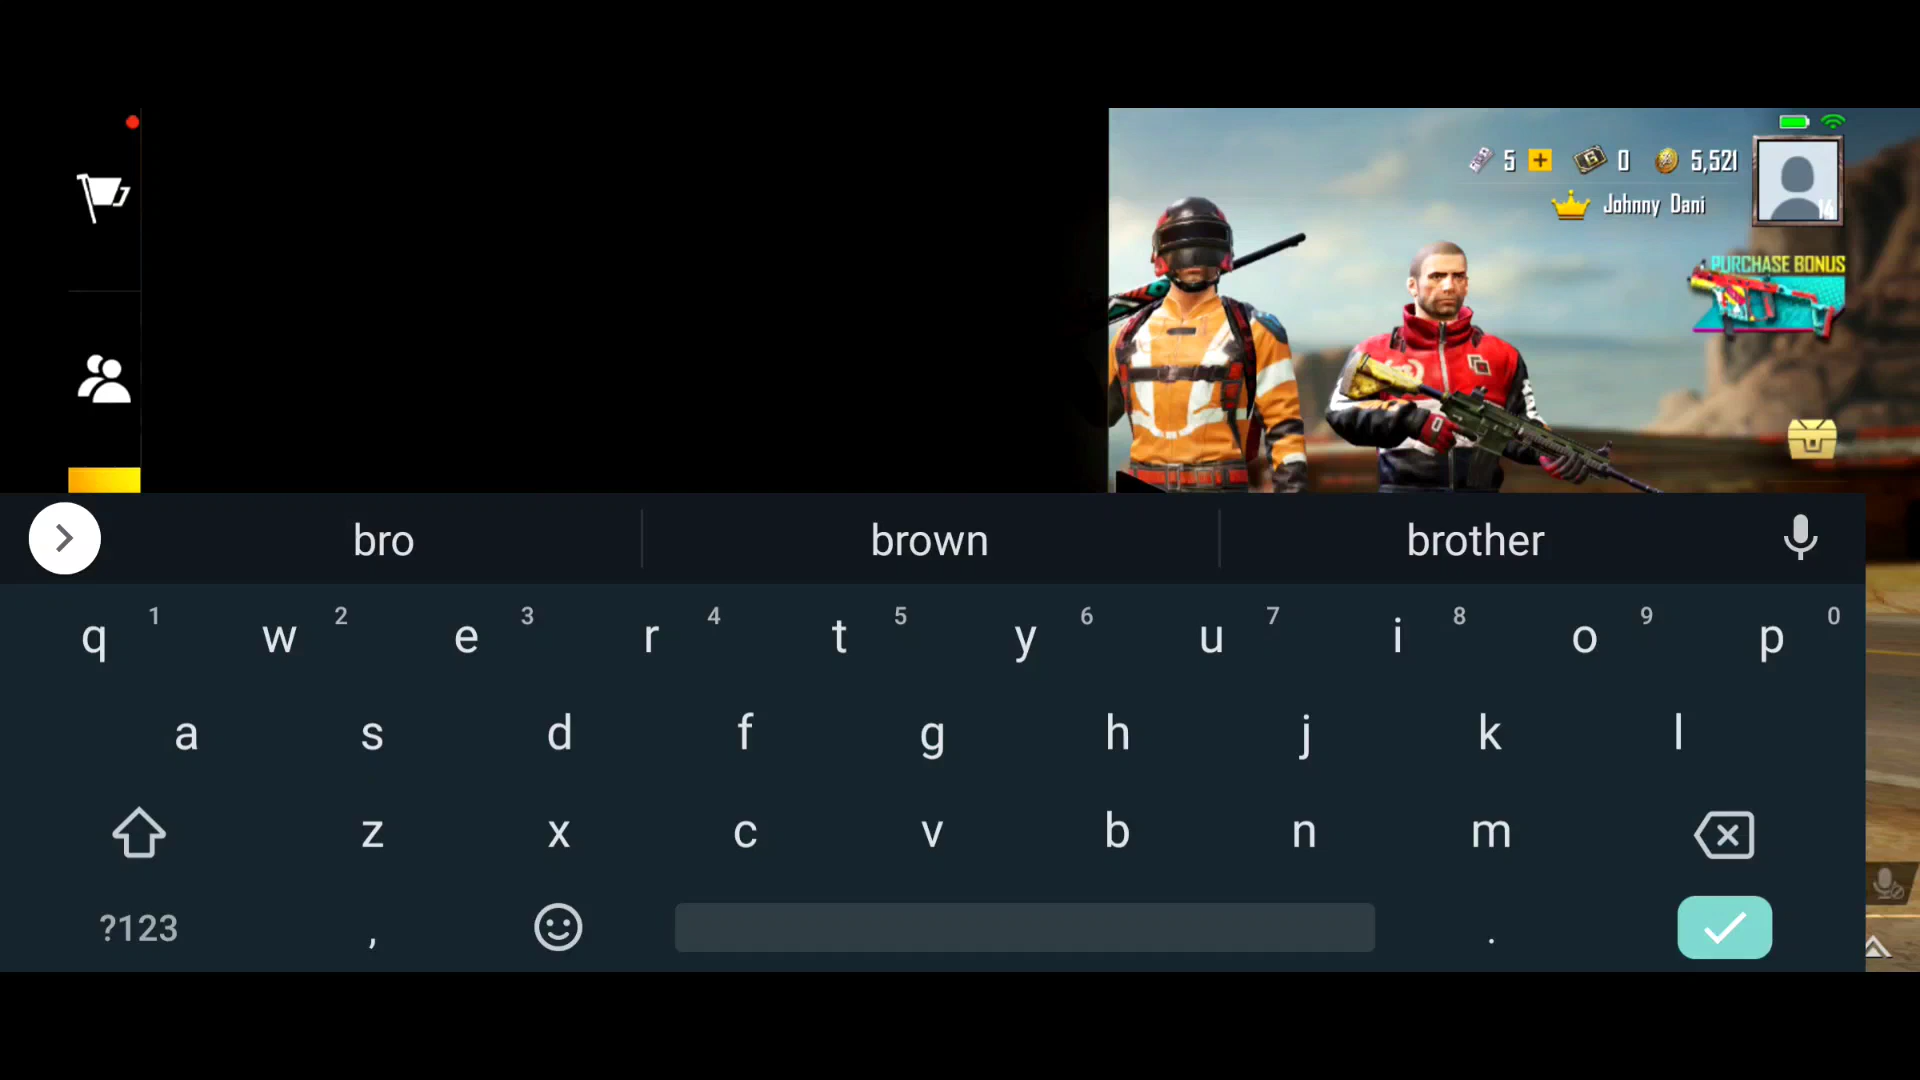 5 0 5,521
Johnny Dani
14
PURCHASE BONUS
bro brown brother
q 1 w 2 e 3 r 4 t 5 y 6 u 7 i 8 o 9 p 0
a s d f g h j k l
z x c v b n m
?123 , .